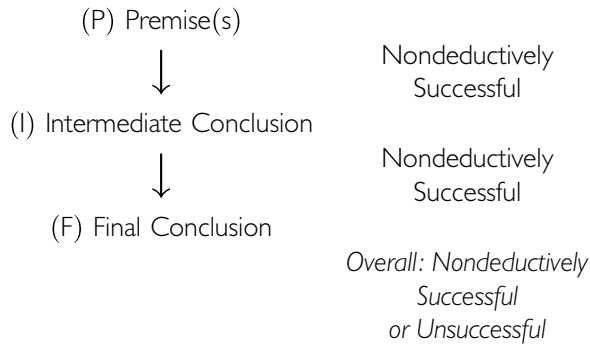 (P) Premise(s)
Nondeductively
Successful
(I) Intermediate Conclusion
Nondeductively
Successful
(F) Final Conclusion
Overall: Nondeductively
Successful
or Unsuccessful